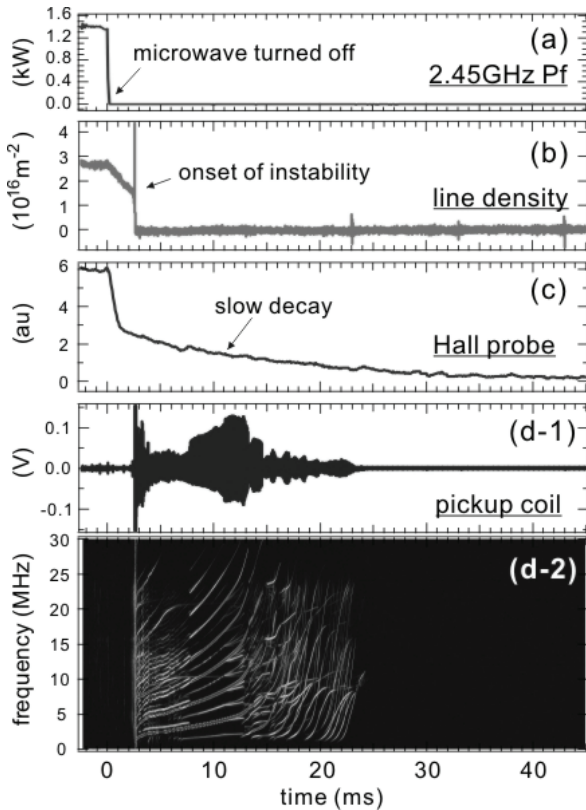 1.6
1.2
0.8
0.4
0.0
(kW)
microwave turned off
(a)
2.45GHz Pf
4
3
2
1
0
(10¹⁶m⁻²)
onset of instability
(b)
line density
6
4
2
0
(au)
slow decay
(c)
Hall probe
0.1
0.0
-0.1
(V)
(d-1)
pickup coil
30
25
20
15
10
5
0
frequency (MHz)
(d-2)
0 10 20 30 40
time (ms)